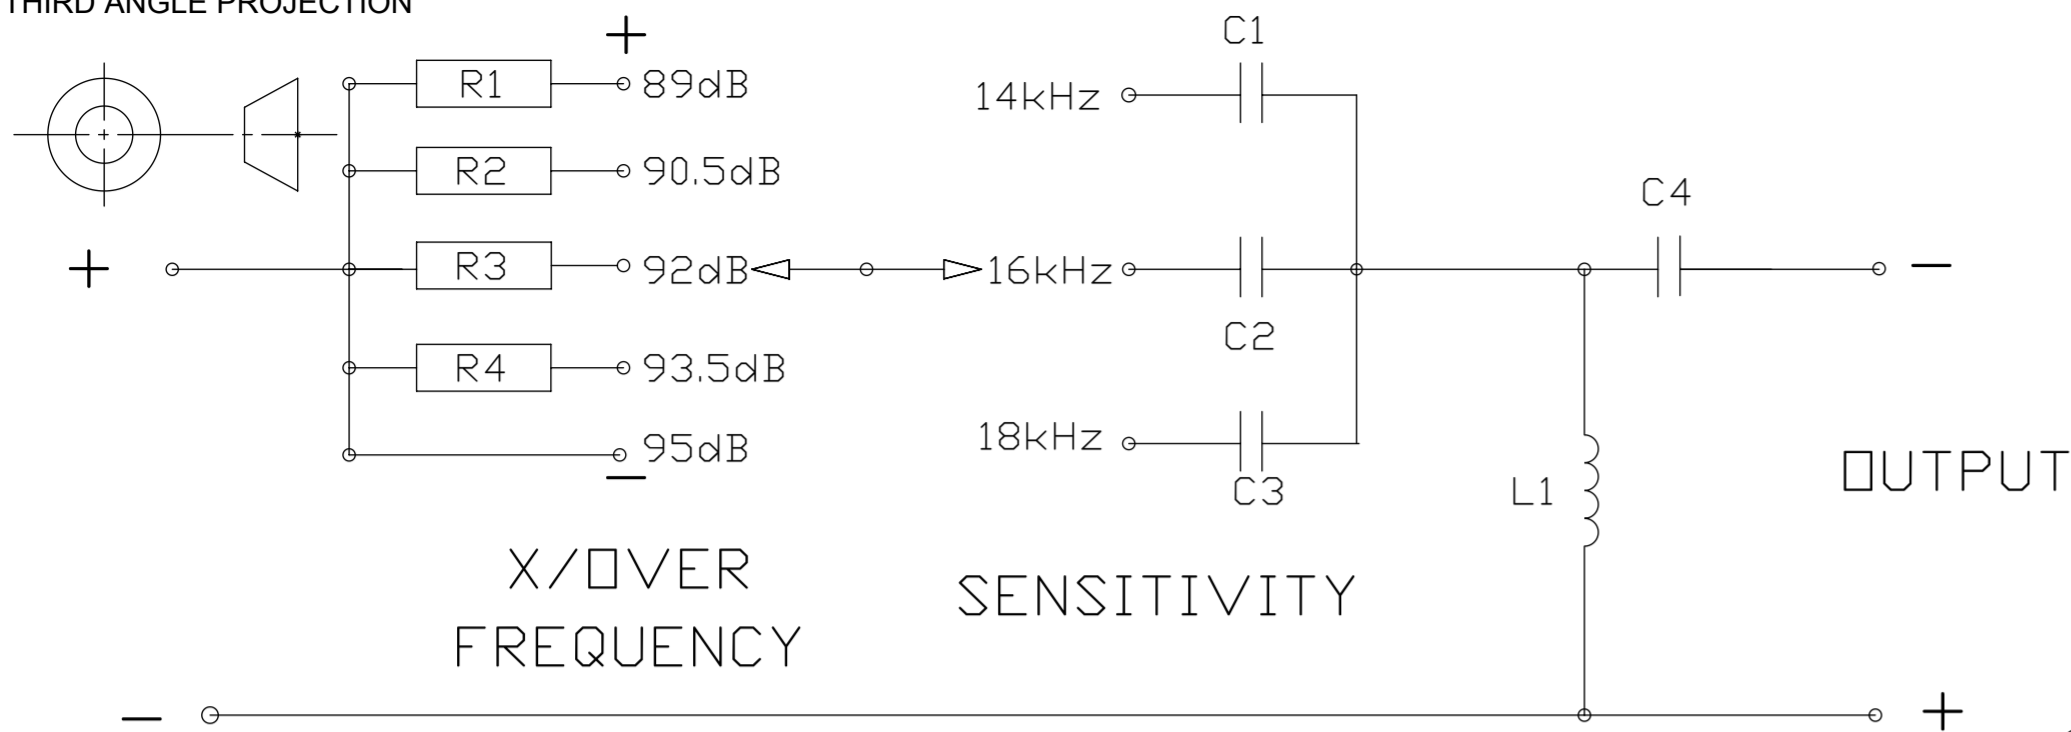 THIRD ANGLE PROJECTION
+
R1
89dB
R2
90.5dB
+
R3
92dB
R4
93.5dB
95dB
−
C1
14kHz
16kHz
C2
18kHz
C3
C4
−
L1
OUTPUT
X/OVER
FREQUENCY
SENSITIVITY
−
+